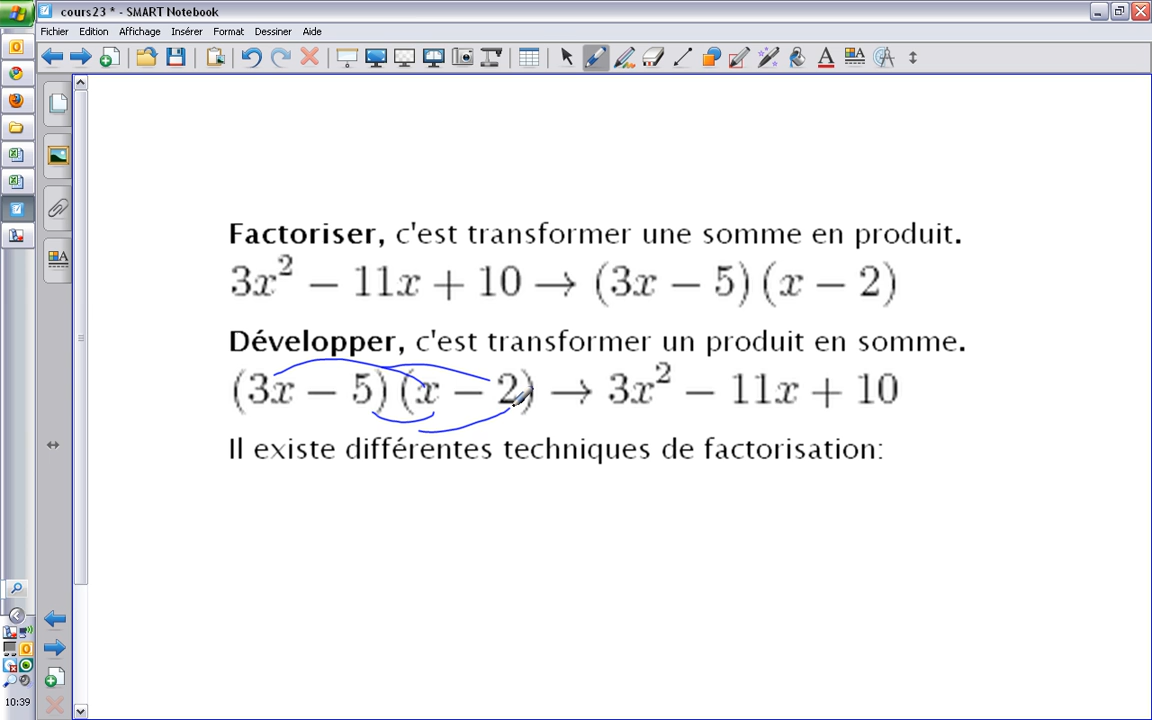 cours23 * - SMART Notebook
Fichier Edition Affichage Insérer Format Dessiner Aide
Factoriser, c'est transformer une somme en produit.
3x² − 11x + 10 → (3x − 5)(x − 2)
Développer, c'est transformer un produit en somme.
(3x − 5)(x − 2) → 3x² − 11x + 10
Il existe différentes techniques de factorisation:
10:39